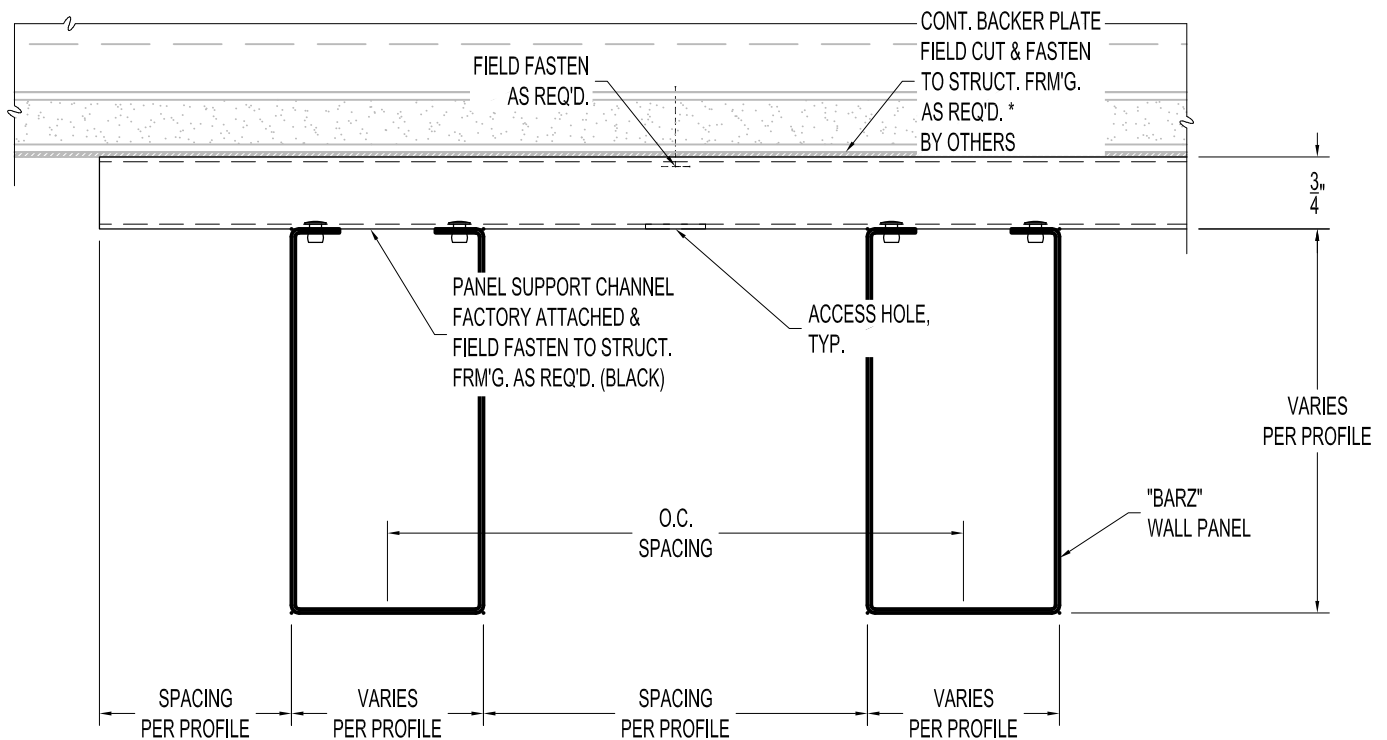 CONT. BACKER PLATE
FIELD CUT & FASTEN
TO STRUCT. FRM'G.
AS REQ'D. *
BY OTHERS
FIELD FASTEN
AS REQ'D.
3/4"
PANEL SUPPORT CHANNEL
FACTORY ATTACHED &
FIELD FASTEN TO STRUCT.
FRM'G. AS REQ'D. (BLACK)
ACCESS HOLE,
TYP.
VARIES
PER PROFILE
"BARZ"
WALL PANEL
O.C.
SPACING
SPACING
PER PROFILE
VARIES
PER PROFILE
SPACING
PER PROFILE
VARIES
PER PROFILE